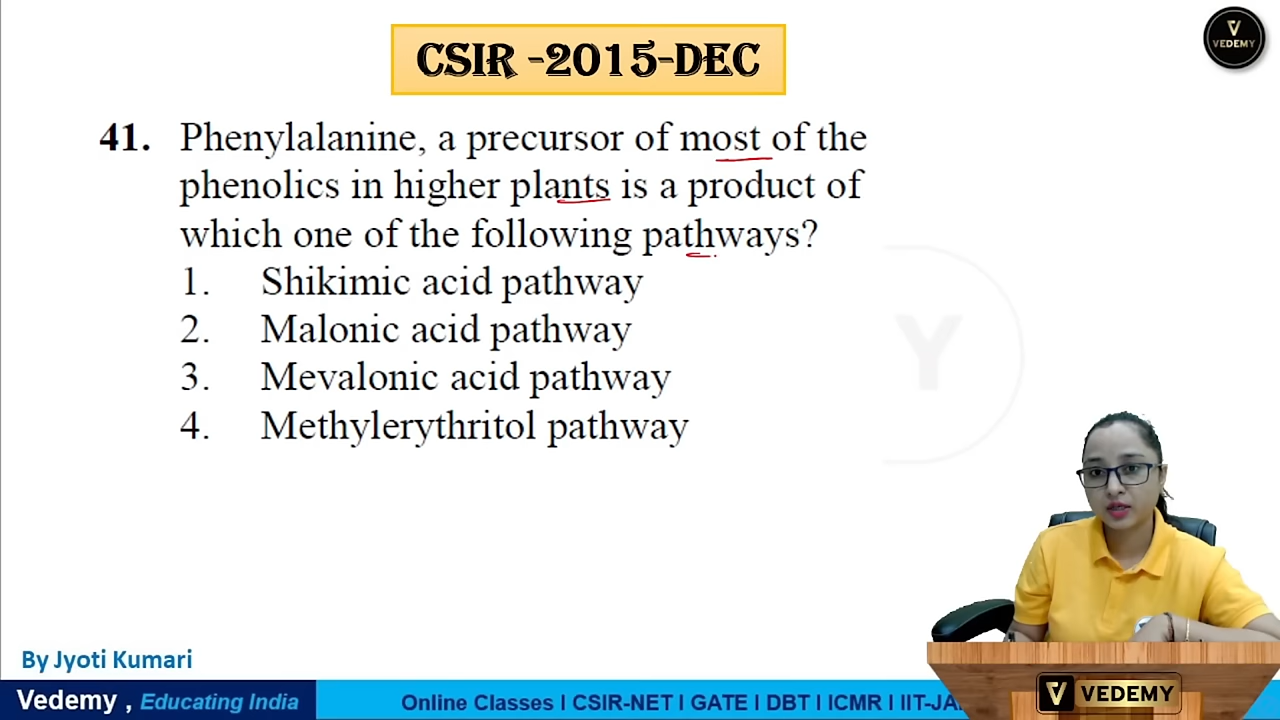 CSIR -2015-DEC
V
VEDEMY
41. Phenylalanine, a precursor of most of the
phenolics in higher plants is a product of
which one of the following pathways?
1. Shikimic acid pathway
2. Malonic acid pathway
3. Mevalonic acid pathway
4. Methylerythritol pathway
Y
By Jyoti Kumari
Vedemy , Educating India
Online Classes I CSIR-NET I GATE I DBT I ICMR I IIT-JA
V VEDEMY